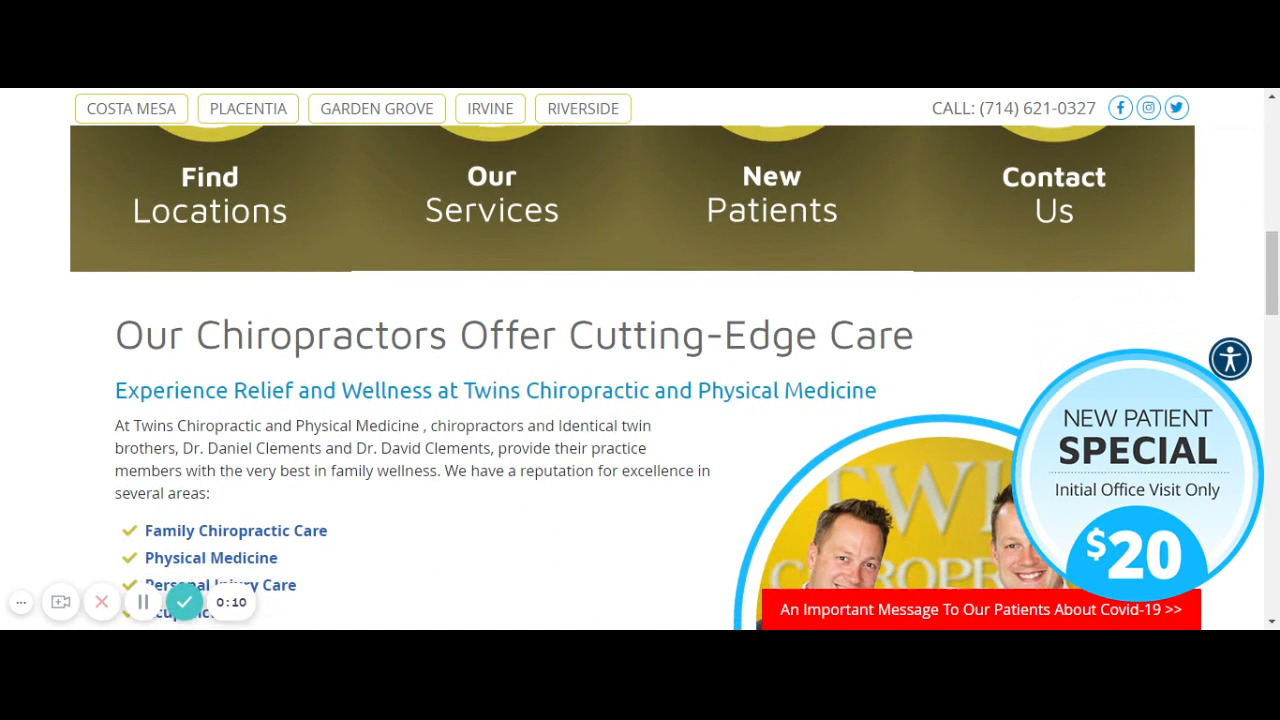 COSTA MESA PLACENTIA GARDEN GROVE IRVINE RIVERSIDE CALL: (714) 621-0327
Find Locations
Our Services
New Patients
Contact Us
Our Chiropractors Offer Cutting-Edge Care
Experience Relief and Wellness at Twins Chiropractic and Physical Medicine
At Twins Chiropractic and Physical Medicine , chiropractors and Identical twin
brothers, Dr. Daniel Clements and Dr. David Clements, provide their practice
members with the very best in family wellness. We have a reputation for excellence in
several areas:
Family Chiropractic Care
Physical Medicine
Personal Injury Care
NEW PATIENT
SPECIAL
Initial Office Visit Only
$20
An Important Message To Our Patients About Covid-19 >>
0:10